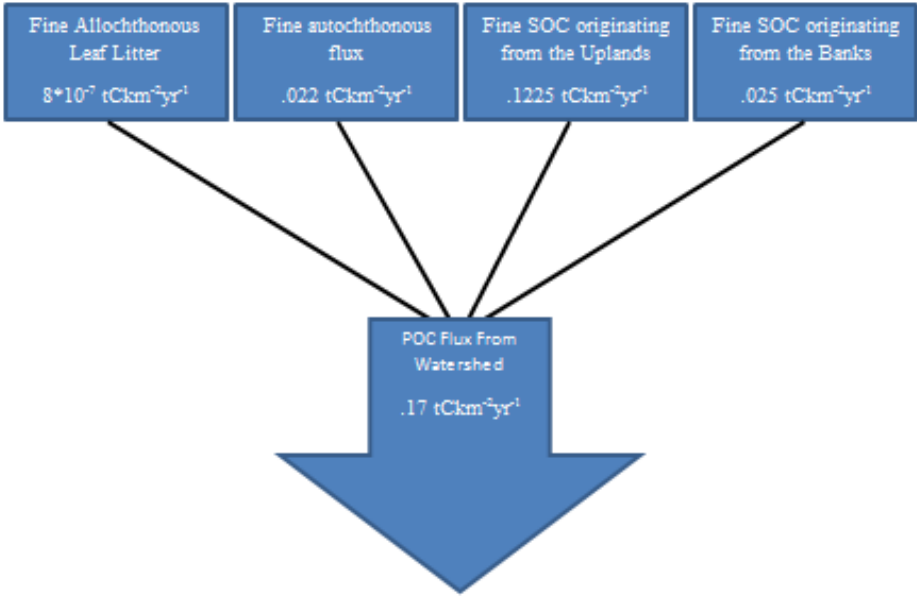 Fine Allochthonous
Leaf Litter
8*10⁻⁷ tCkm⁻²yr⁻¹
Fine autochthonous
flux
.022 tCkm⁻²yr⁻¹
Fine SOC originating
from the Uplands
.1225 tCkm⁻²yr⁻¹
Fine SOC originating
from the Banks
.025 tCkm⁻²yr⁻¹
POC Flux From
Watershed
.17 tCkm⁻²yr⁻¹